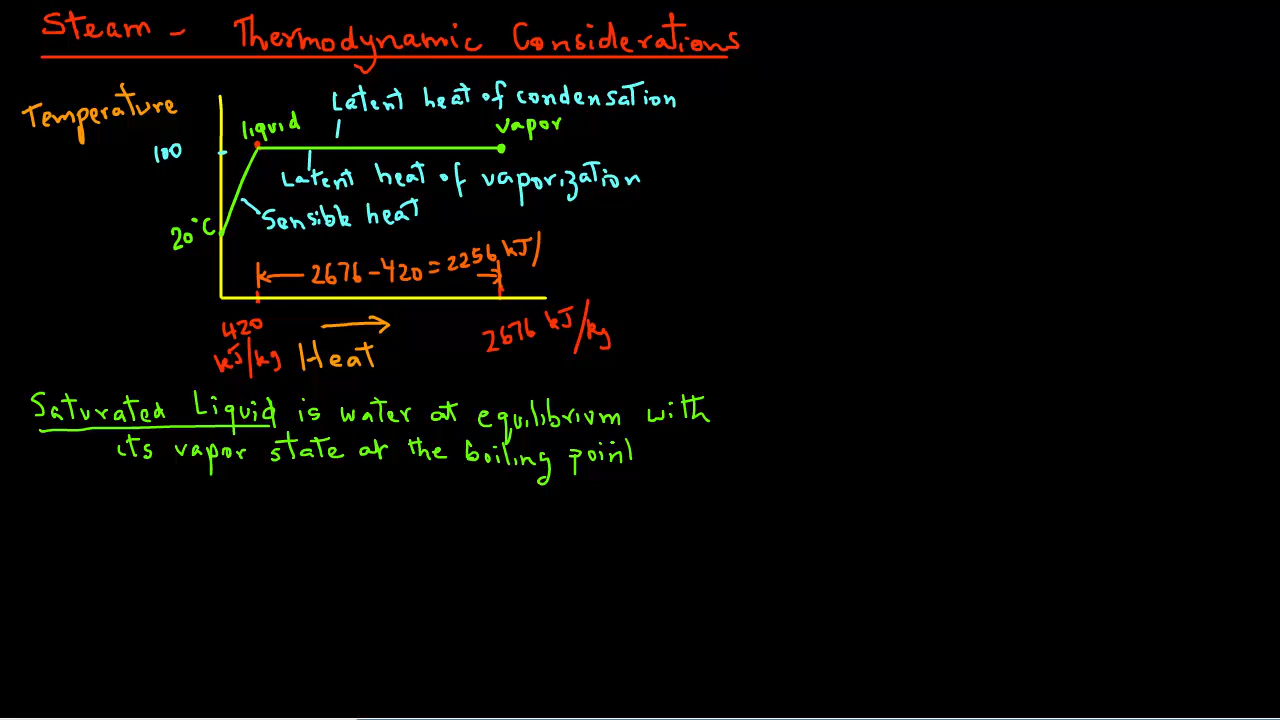 Steam - Thermodynamic Considerations
Temperature
Latent heat of condensation
liquid
vapor
100
Latent heat of vaporization
Sensible heat
20°C
2676 - 420 = 2256 kJ/
420
kJ/kg
Heat
2676 kJ/kg
Saturated Liquid is water at equilibrium with
its vapor state at the boiling point